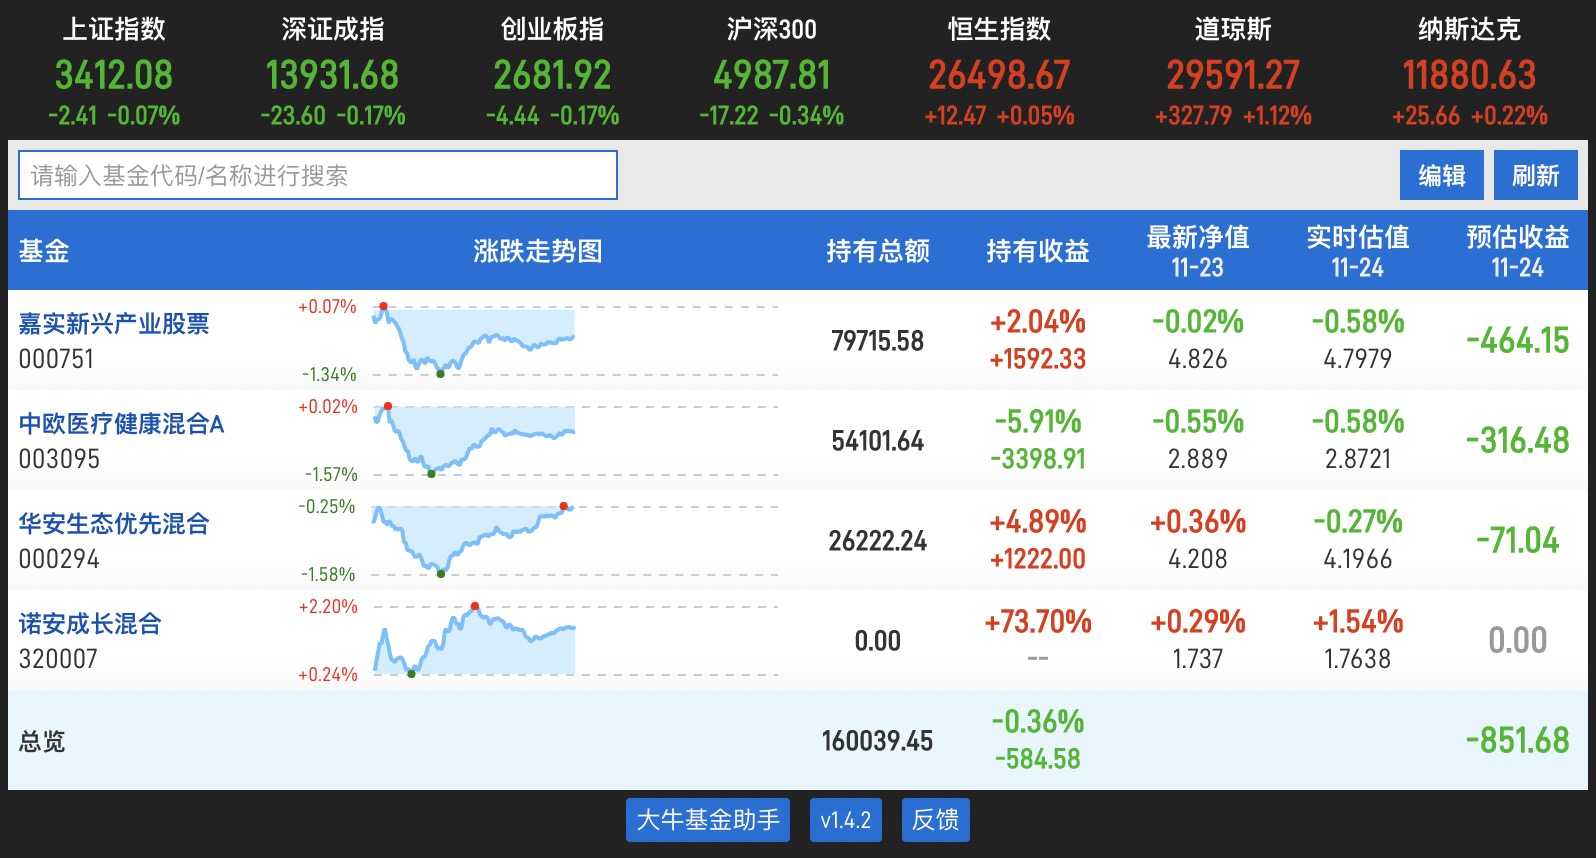 上证指数 深证成指 创业板指 沪深300 恒生指数 道琼斯 纳斯达克
3412.08 13931.68 2681.92 4987.81 26498.67 29591.27 11880.63
-2.41 -0.07% -23.60 -0.17% -4.44 -0.17% -17.22 -0.34% +12.47 +0.05% +327.79 +1.12% +25.66 +0.22%
请输入基金代码/名称进行搜索 编辑 刷新
基金 涨跌走势图 持有总额 持有收益 最新净值 实时估值 预估收益
11-23 11-24 11-24
+0.07%
嘉实新兴产业股票 79715.58 +2.04% -0.02% -0.58% -464.15
000751 +1592.33 4.826 4.7979
-1.34%
+0.02%
中欧医疗健康混合A 54101.64 -5.91% -0.55% -0.58% -316.48
003095 -3398.91 2.889 2.8721
-1.57%
-0.25%
华安生态优先混合 26222.24 +4.89% +0.36% -0.27% -71.04
000294 +1222.00 4.208 4.1966
-1.58%
+2.20%
诺安成长混合 0.00 +73.70% +0.29% +1.54% 0.00
320007 -- 1.737 1.7638
+0.24%
总览 160039.45 -0.36% -851.68
-584.58
大牛基金助手 v1.4.2 反馈